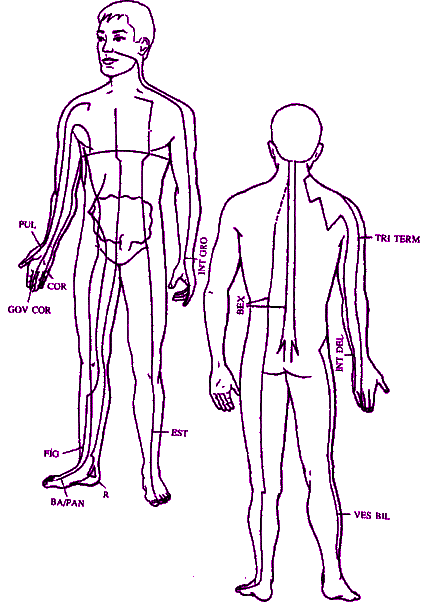 PUL
COR
GOV COR
INT GRO
FÍG
BA/PAN
R
EST
TRI TERM
BEX
INT DEL
VES BIL